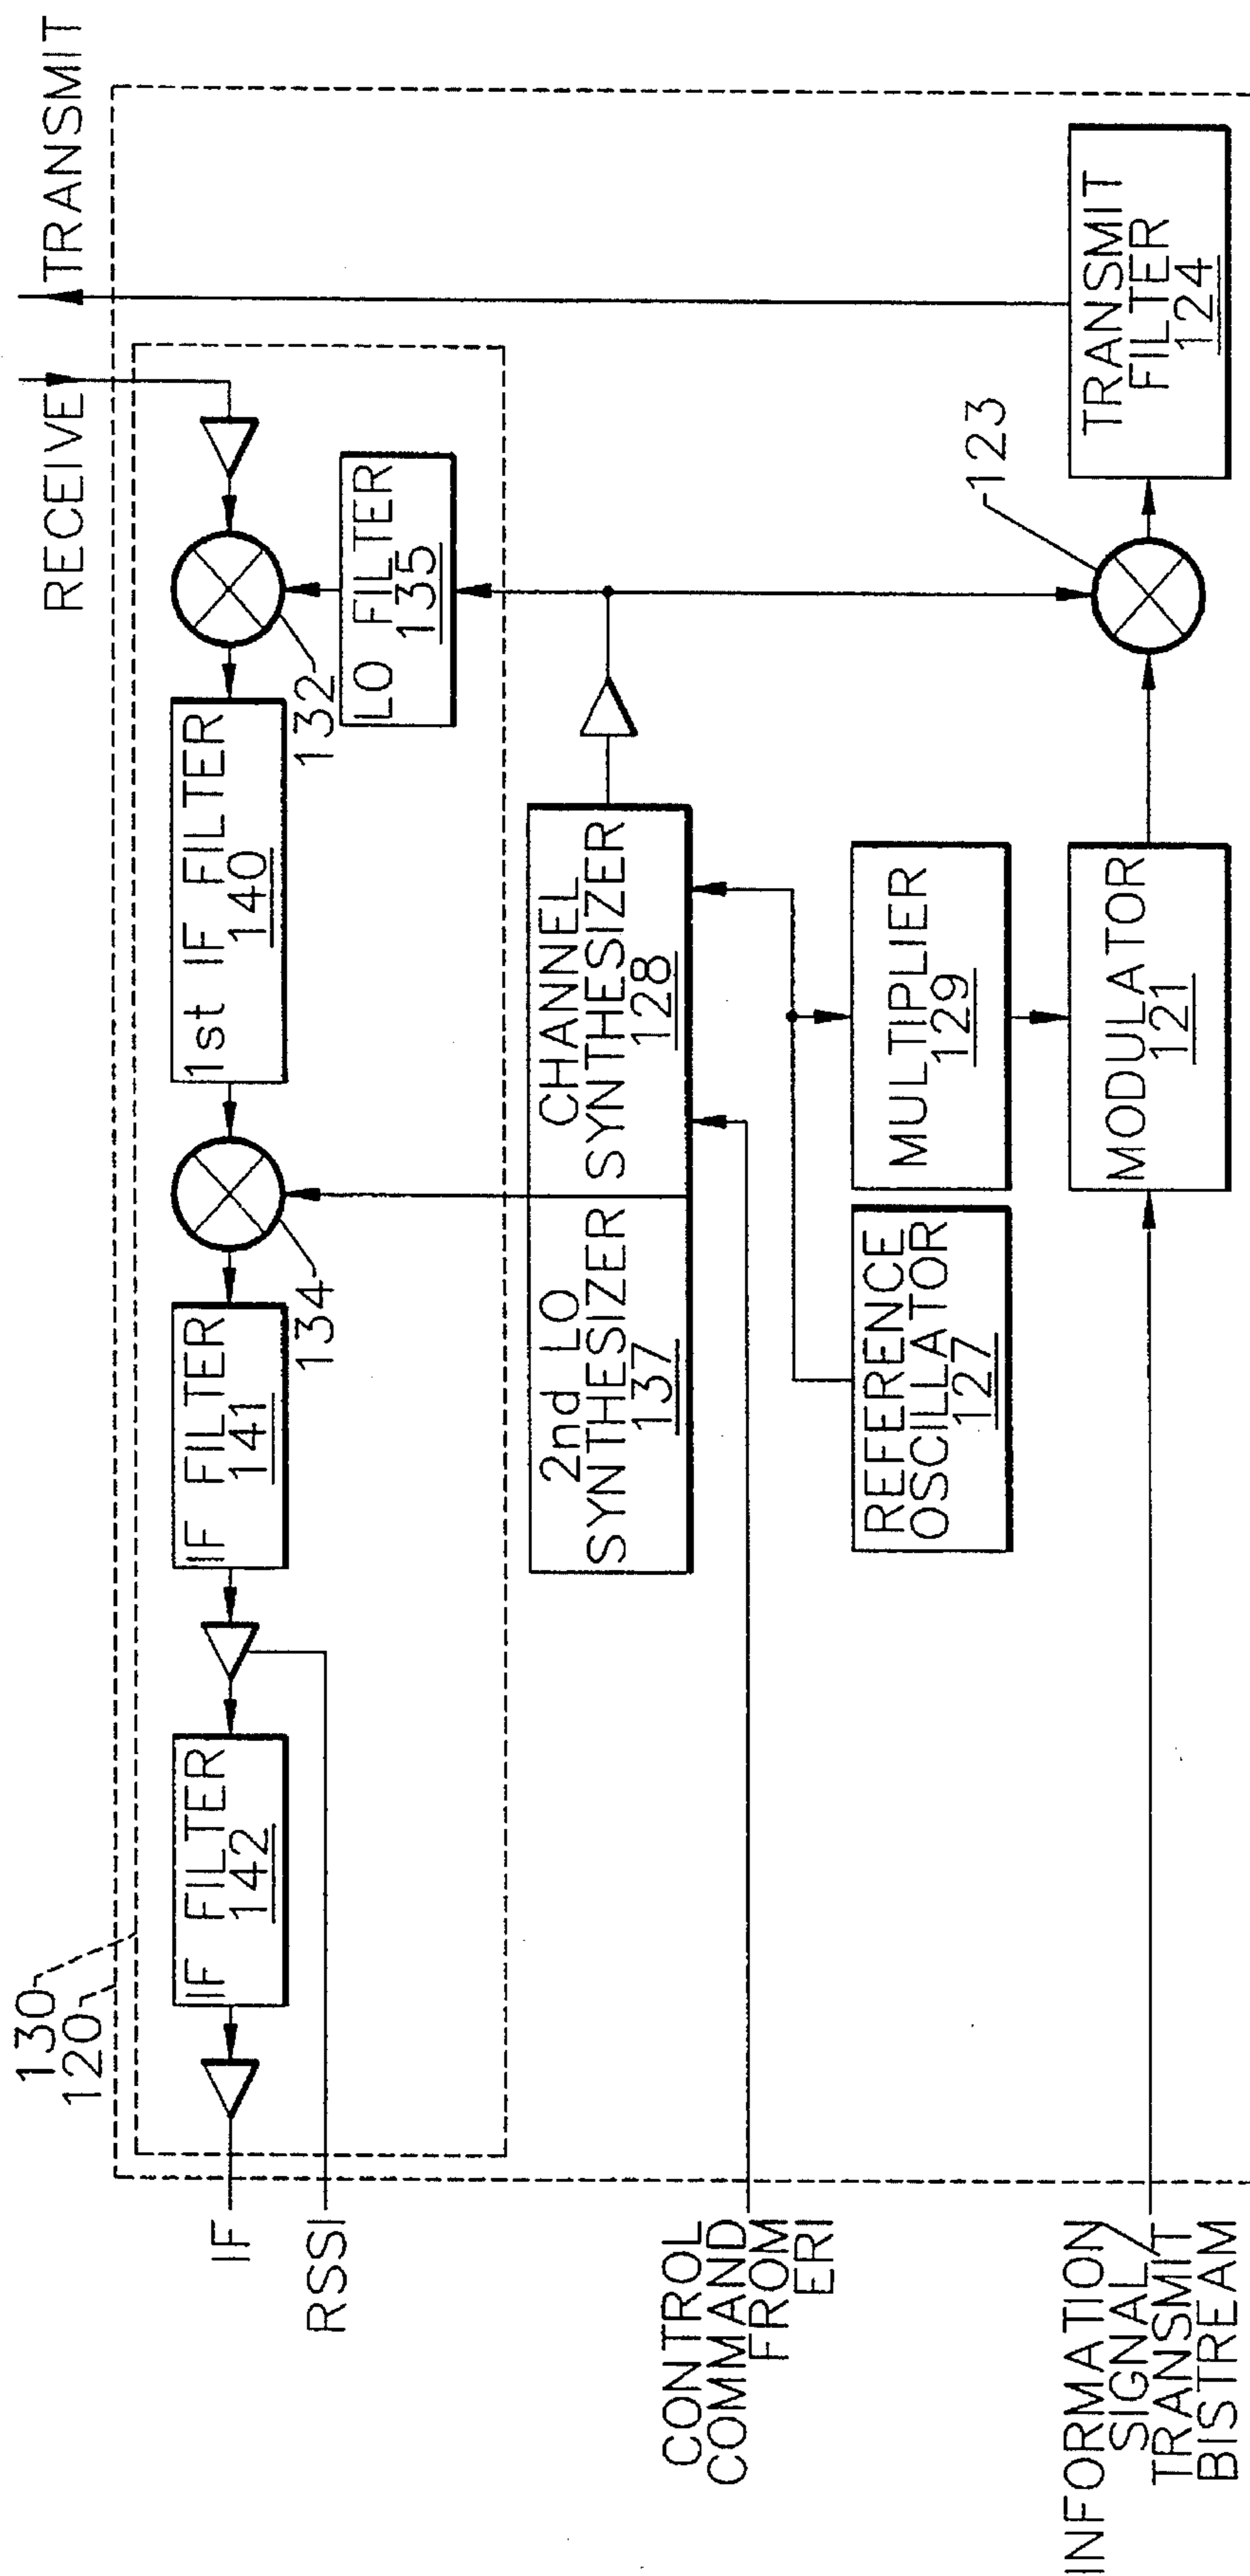 130
120
IF
RSSI
IF FILTER
142
IF FILTER
141
134
1st IF FILTER
140
132
LO FILTER
135
RECEIVE
TRANSMIT
2nd LO
SYNTHESIZER
137
CHANNEL
SYNTHESIZER
128
CONTROL
COMMAND
FROM
ERI
REFERENCE
OSCILLATOR
127
MULTIPLIER
129
INFORMATION
SIGNAL/
TRANSMIT
BISTREAM
MODULATOR
121
123
TRANSMIT
FILTER
124